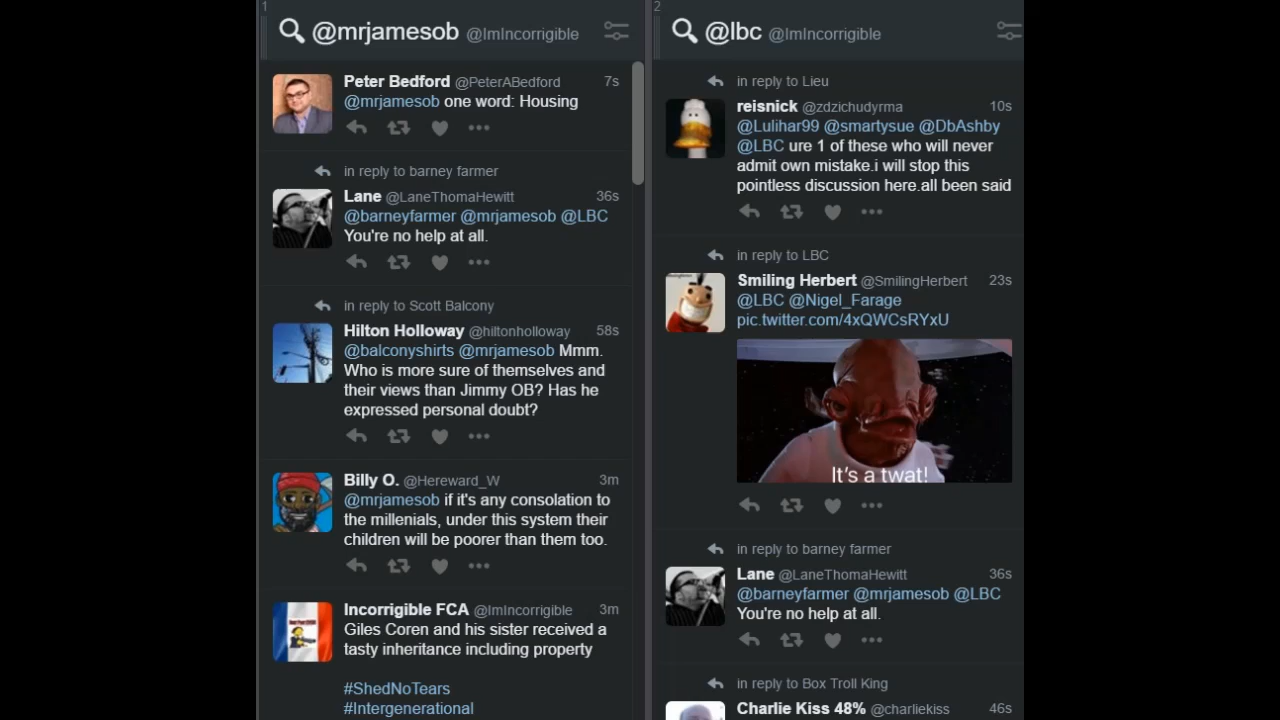 1
@mrjamesob @ImIncorrigible
Peter Bedford @PeterABedford 7s
@mrjamesob one word: Housing
in reply to barney farmer
Lane @LaneThomaHewitt 36s
@barneyfarmer @mrjamesob @LBC
You're no help at all.
in reply to Scott Balcony
Hilton Holloway @hiltonholloway 58s
@balconyshirts @mrjamesob Mmm.
Who is more sure of themselves and
their views than Jimmy OB? Has he
expressed personal doubt?
Billy O. @Hereward_W 3m
@mrjamesob if it's any consolation to
the millenials, under this system their
children will be poorer than them too.
Incorrigible FCA @ImIncorrigible 3m
Giles Coren and his sister received a
tasty inheritance including property
#ShedNoTears
#Intergenerational
2
@lbc @ImIncorrigible
in reply to Lieu
reisnick @zdzichudyrma 10s
@Lulihar99 @smartysue @DbAshby
@LBC ure 1 of these who will never
admit own mistake.i will stop this
pointless discussion here.all been said
in reply to LBC
Smiling Herbert @SmilingHerbert 23s
@LBC @Nigel_Farage
pic.twitter.com/4xQWCsRYxU
It's a twat!
in reply to barney farmer
Lane @LaneThomaHewitt 36s
@barneyfarmer @mrjamesob @LBC
You're no help at all.
in reply to Box Troll King
Charlie Kiss 48% @charliekiss 46s